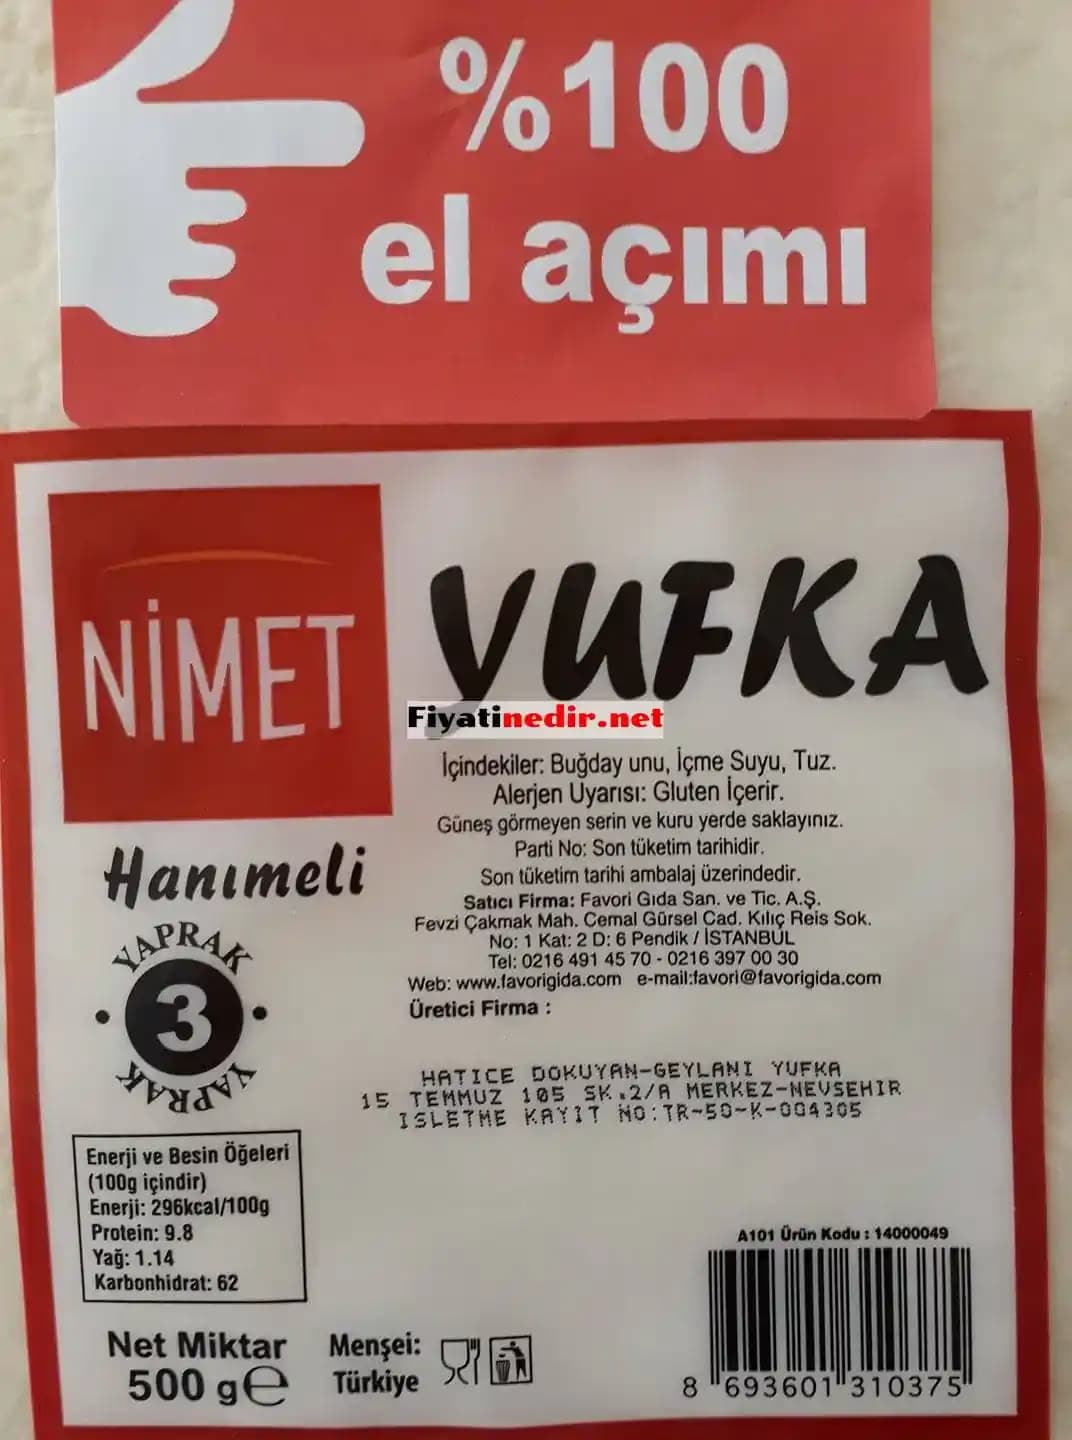 %100
el açımı
NİMET
YUFKA
Fiyatinedir.net
İçindekiler: Buğday unu, İçme Suyu, Tuz.
Alerjen Uyarısı: Gluten İçerir.
Güneş görmeyen serin ve kuru yerde saklayınız.
Parti No: Son tüketim tarihidir.
Son tüketim tarihi ambalaj üzerindedir.
Satıcı Firma: Favori Gıda San. ve Tic. A.Ş.
Fevzi Çakmak Mah. Cemal Gürsel Cad. Kılıç Reis Sok.
No: 1 Kat: 2 D: 6 Pendik / İSTANBUL
Tel: 0216 491 45 70 - 0216 397 00 30
Web: www.favorigida.com e-mail:favori@favorigida.com
Üretici Firma :
HATICE DOKUYAN-GEYLANI YUFKA
15 TEMMUZ 105 SK.2/A MERKEZ-NEVSEHIR
ISLETME KAYIT NO:TR-50-K-004305
Hanımeli
YAPRAK
3
YAPRAK
Enerji ve Besin Öğeleri
(100g içindir)
Enerji: 296kcal/100g
Protein: 9.8
Yağ: 1.14
Karbonhidrat: 62
Net Miktar
500 g e
Menşei:
Türkiye
A101 Ürün Kodu : 14000049
8 693601 310375